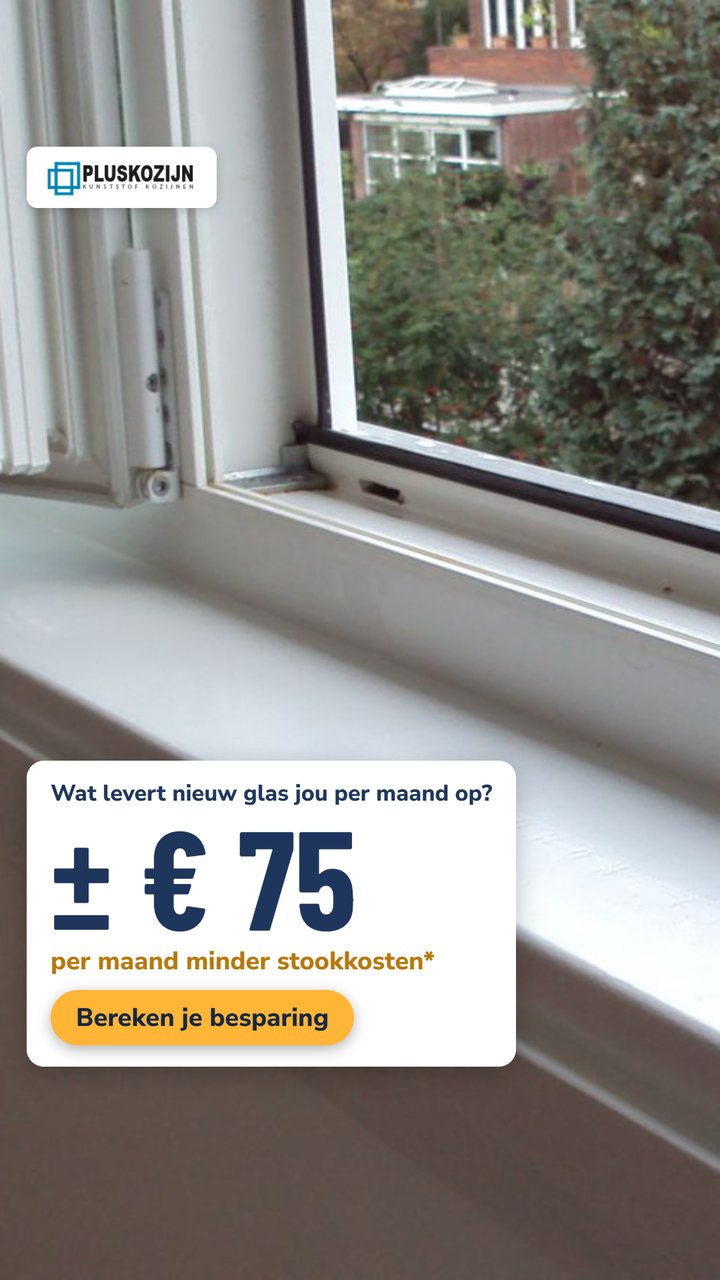 PLUSKOZIJN
KUNSTSTOF KOZIJNEN
Wat levert nieuw glas jou per maand op?
± € 75
per maand minder stookkosten*
Bereken je besparing